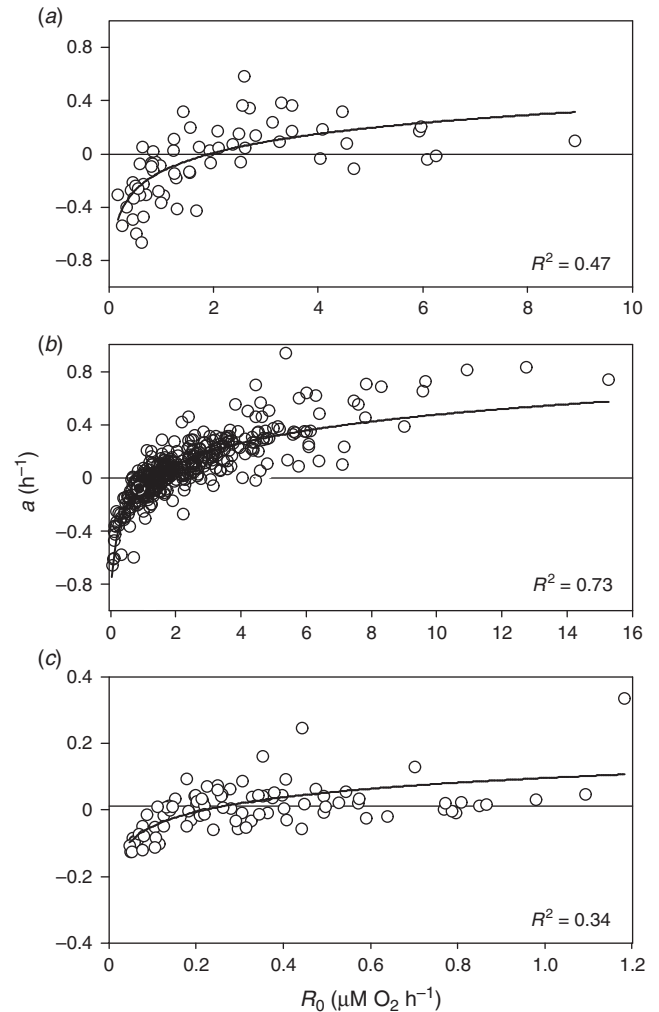 (a)
0.8
0.4
0
–0.4
–0.8
R² = 0.47
0 2 4 6 8 10
(b)
0.8
0.4
0
–0.4
–0.8
a (h⁻¹)
R² = 0.73
0 2 4 6 8 10 12 14 16
(c)
0.4
0.2
0
–0.2
–0.4
R² = 0.34
0 0.2 0.4 0.6 0.8 1.0 1.2
R₀ (μM O₂ h⁻¹)